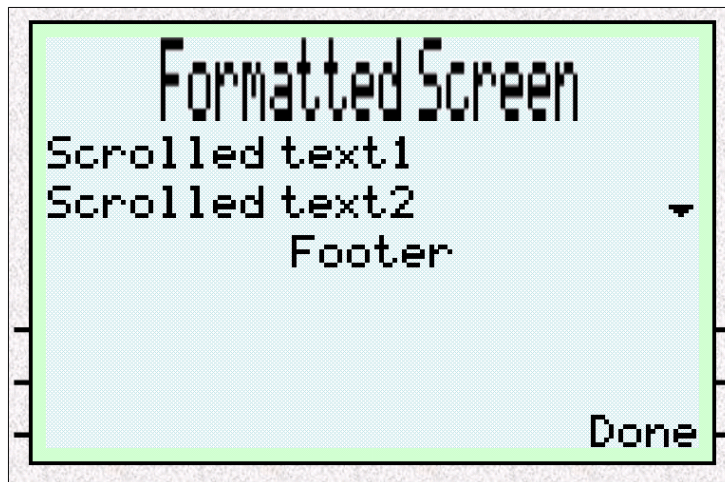 Formatted Screen
Scrolled text1
Scrolled text2
Footer
Done